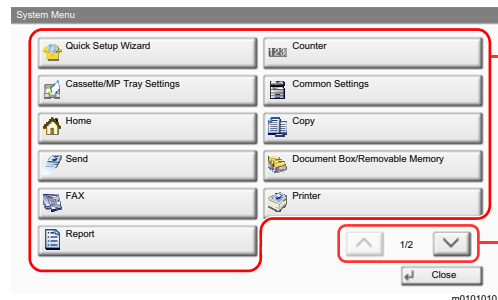 System Menu
Quick Setup Wizard
Counter
Cassette/MP Tray Settings
Common Settings
Home
Copy
Send
Document Box/Removable Memory
FAX
Printer
Report
1/2
Close
m0101010